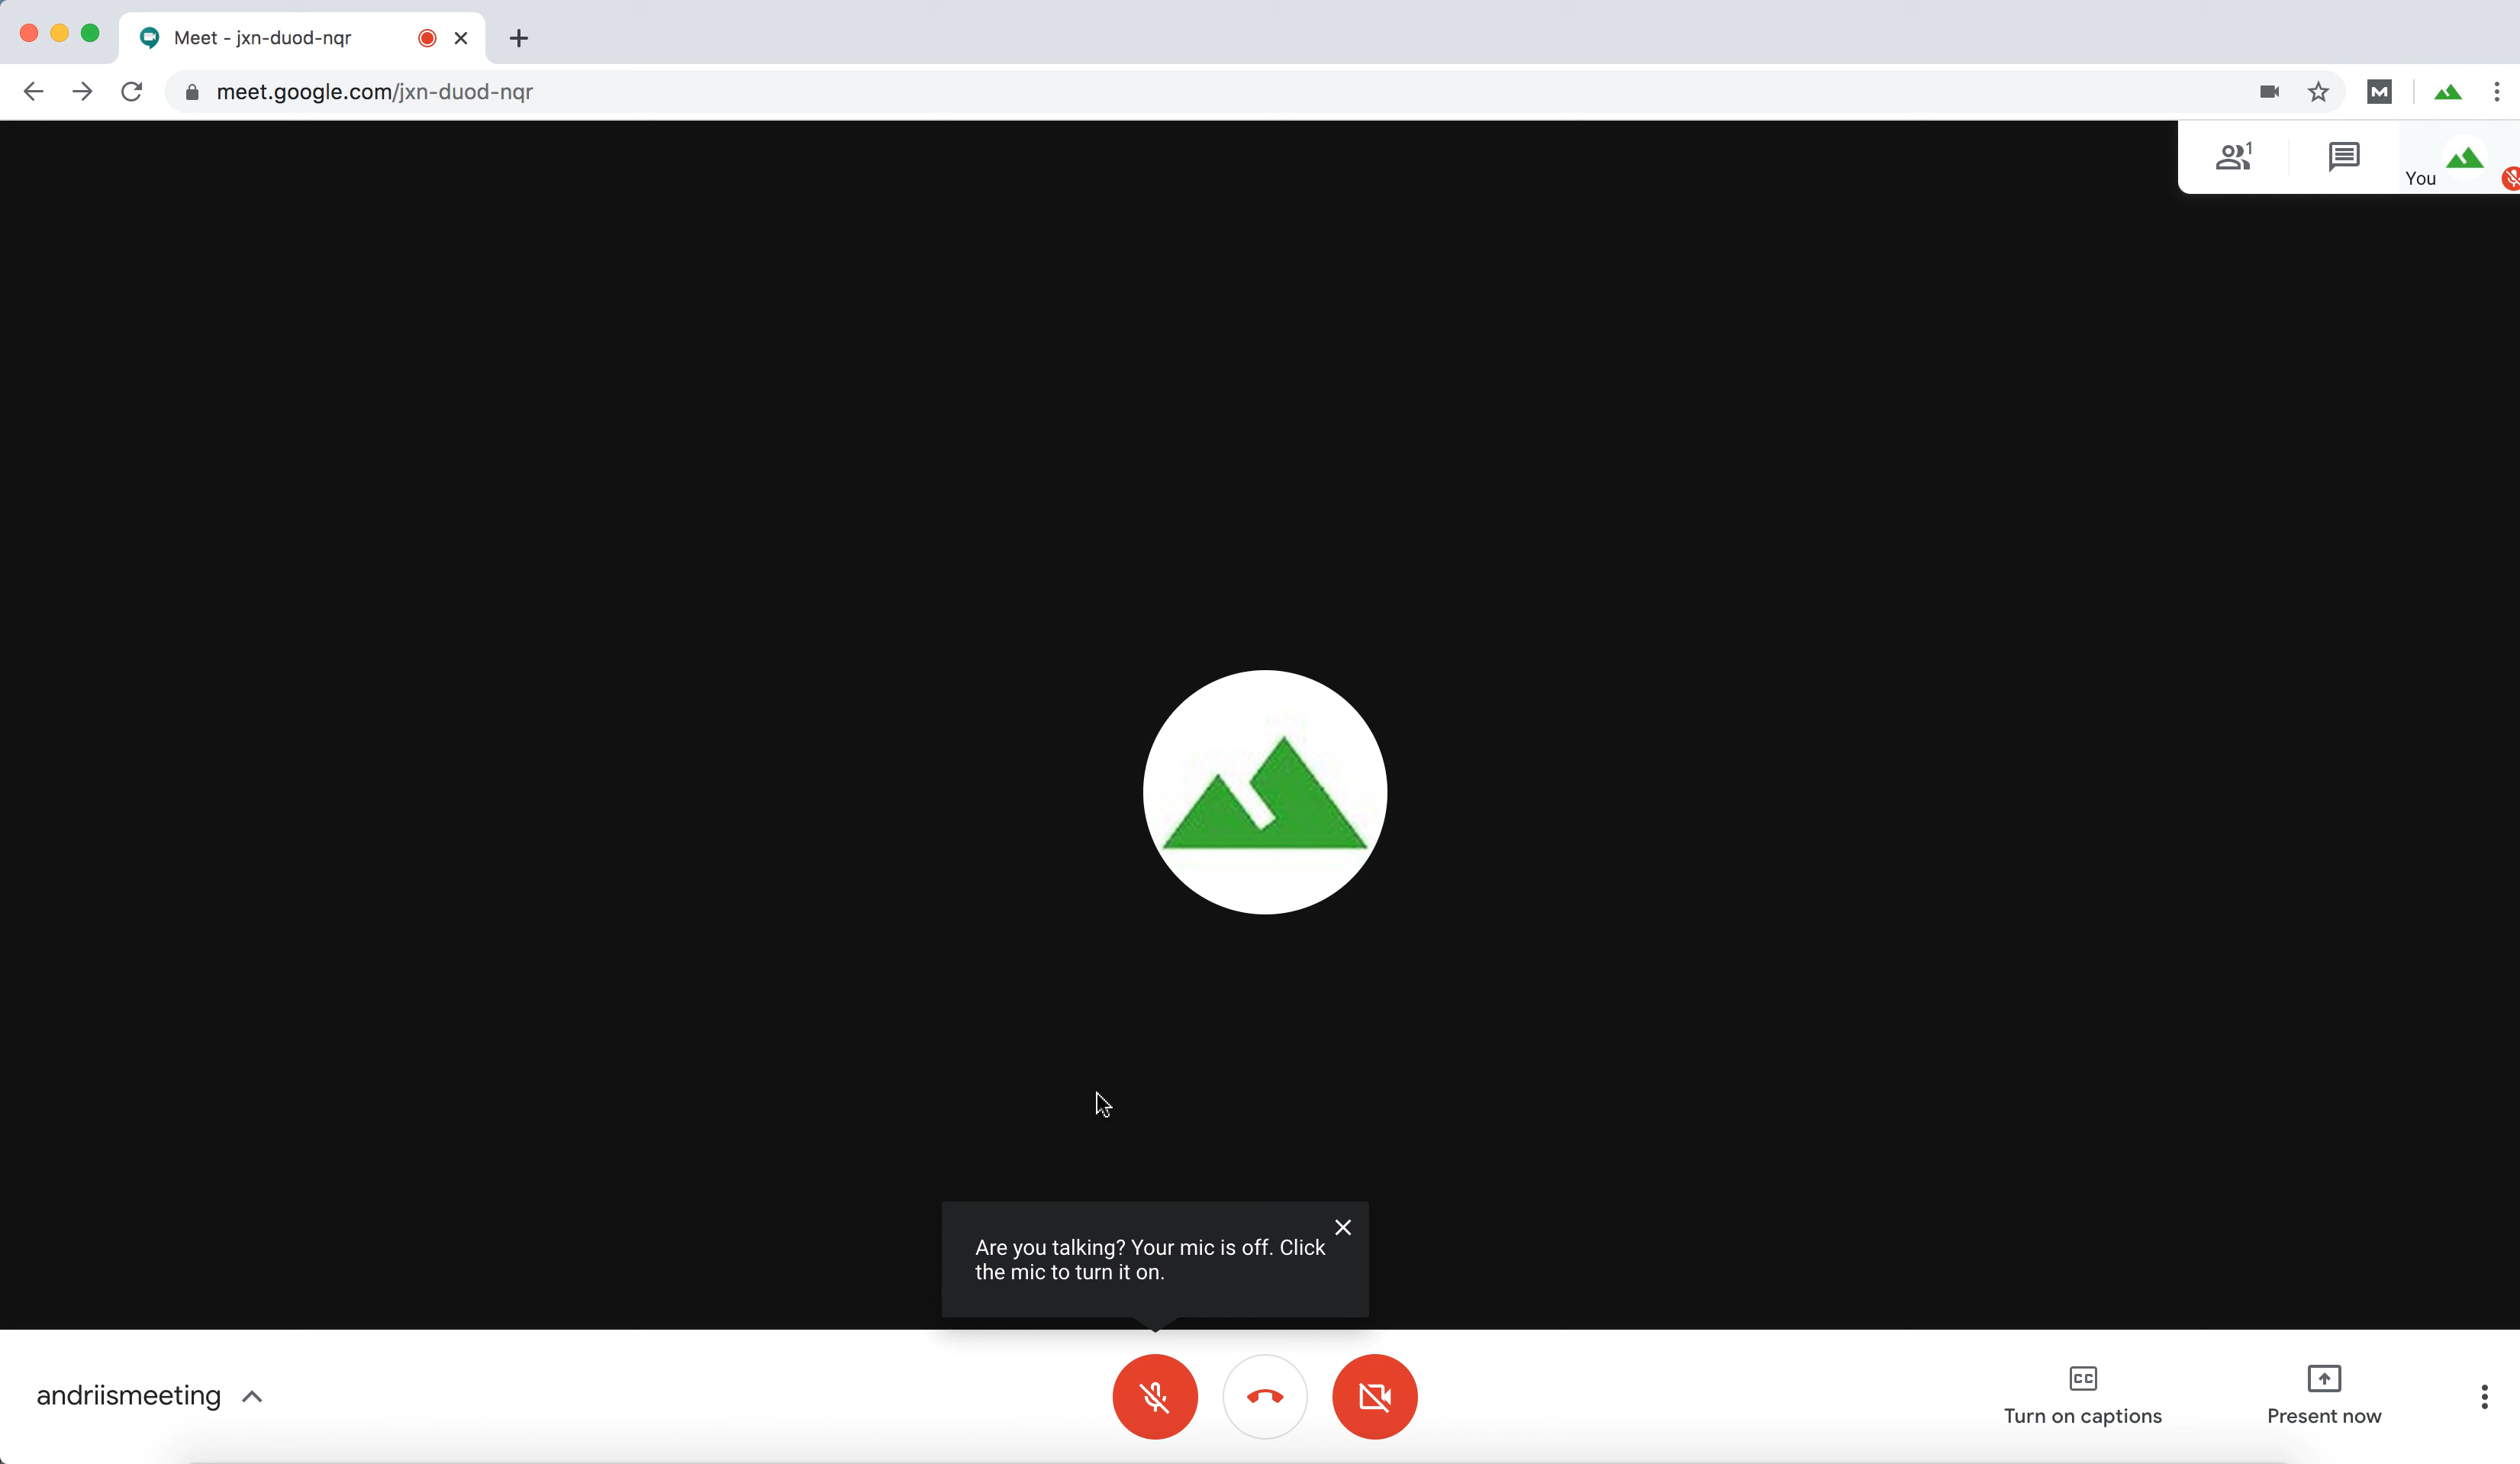 Meet - jxn-duod-nqr
meet.google.com/jxn-duod-nqr
M
1
You
Are you talking? Your mic is off. Click
the mic to turn it on.
andriismeeting
CC
Turn on captions
Present now